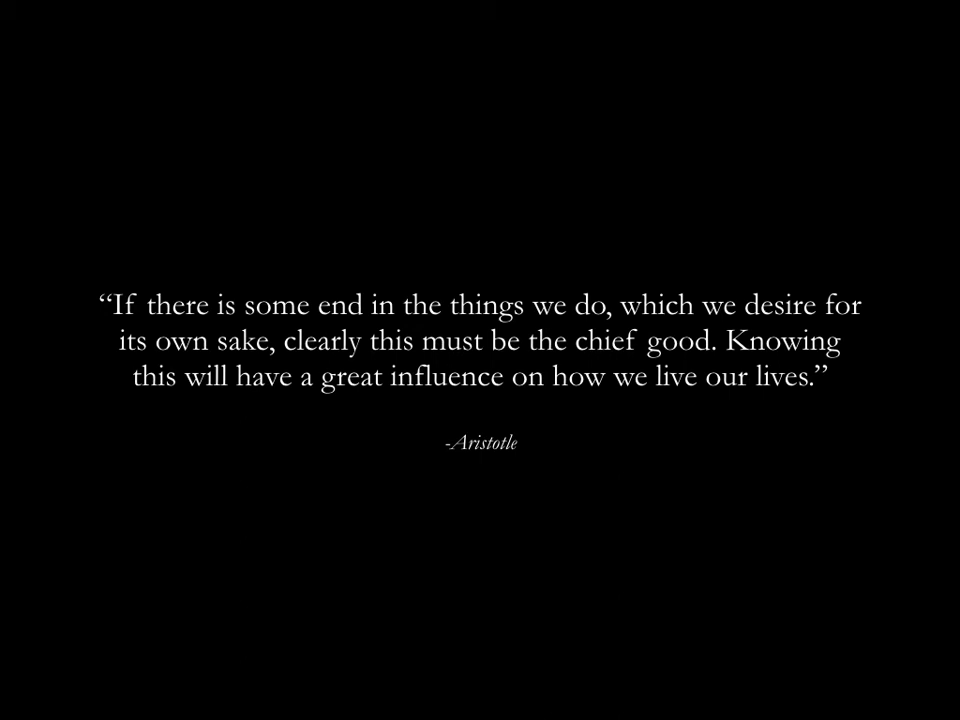 “If there is some end in the things we do, which we desire for
its own sake, clearly this must be the chief good. Knowing
this will have a great influence on how we live our lives.”
-Aristotle